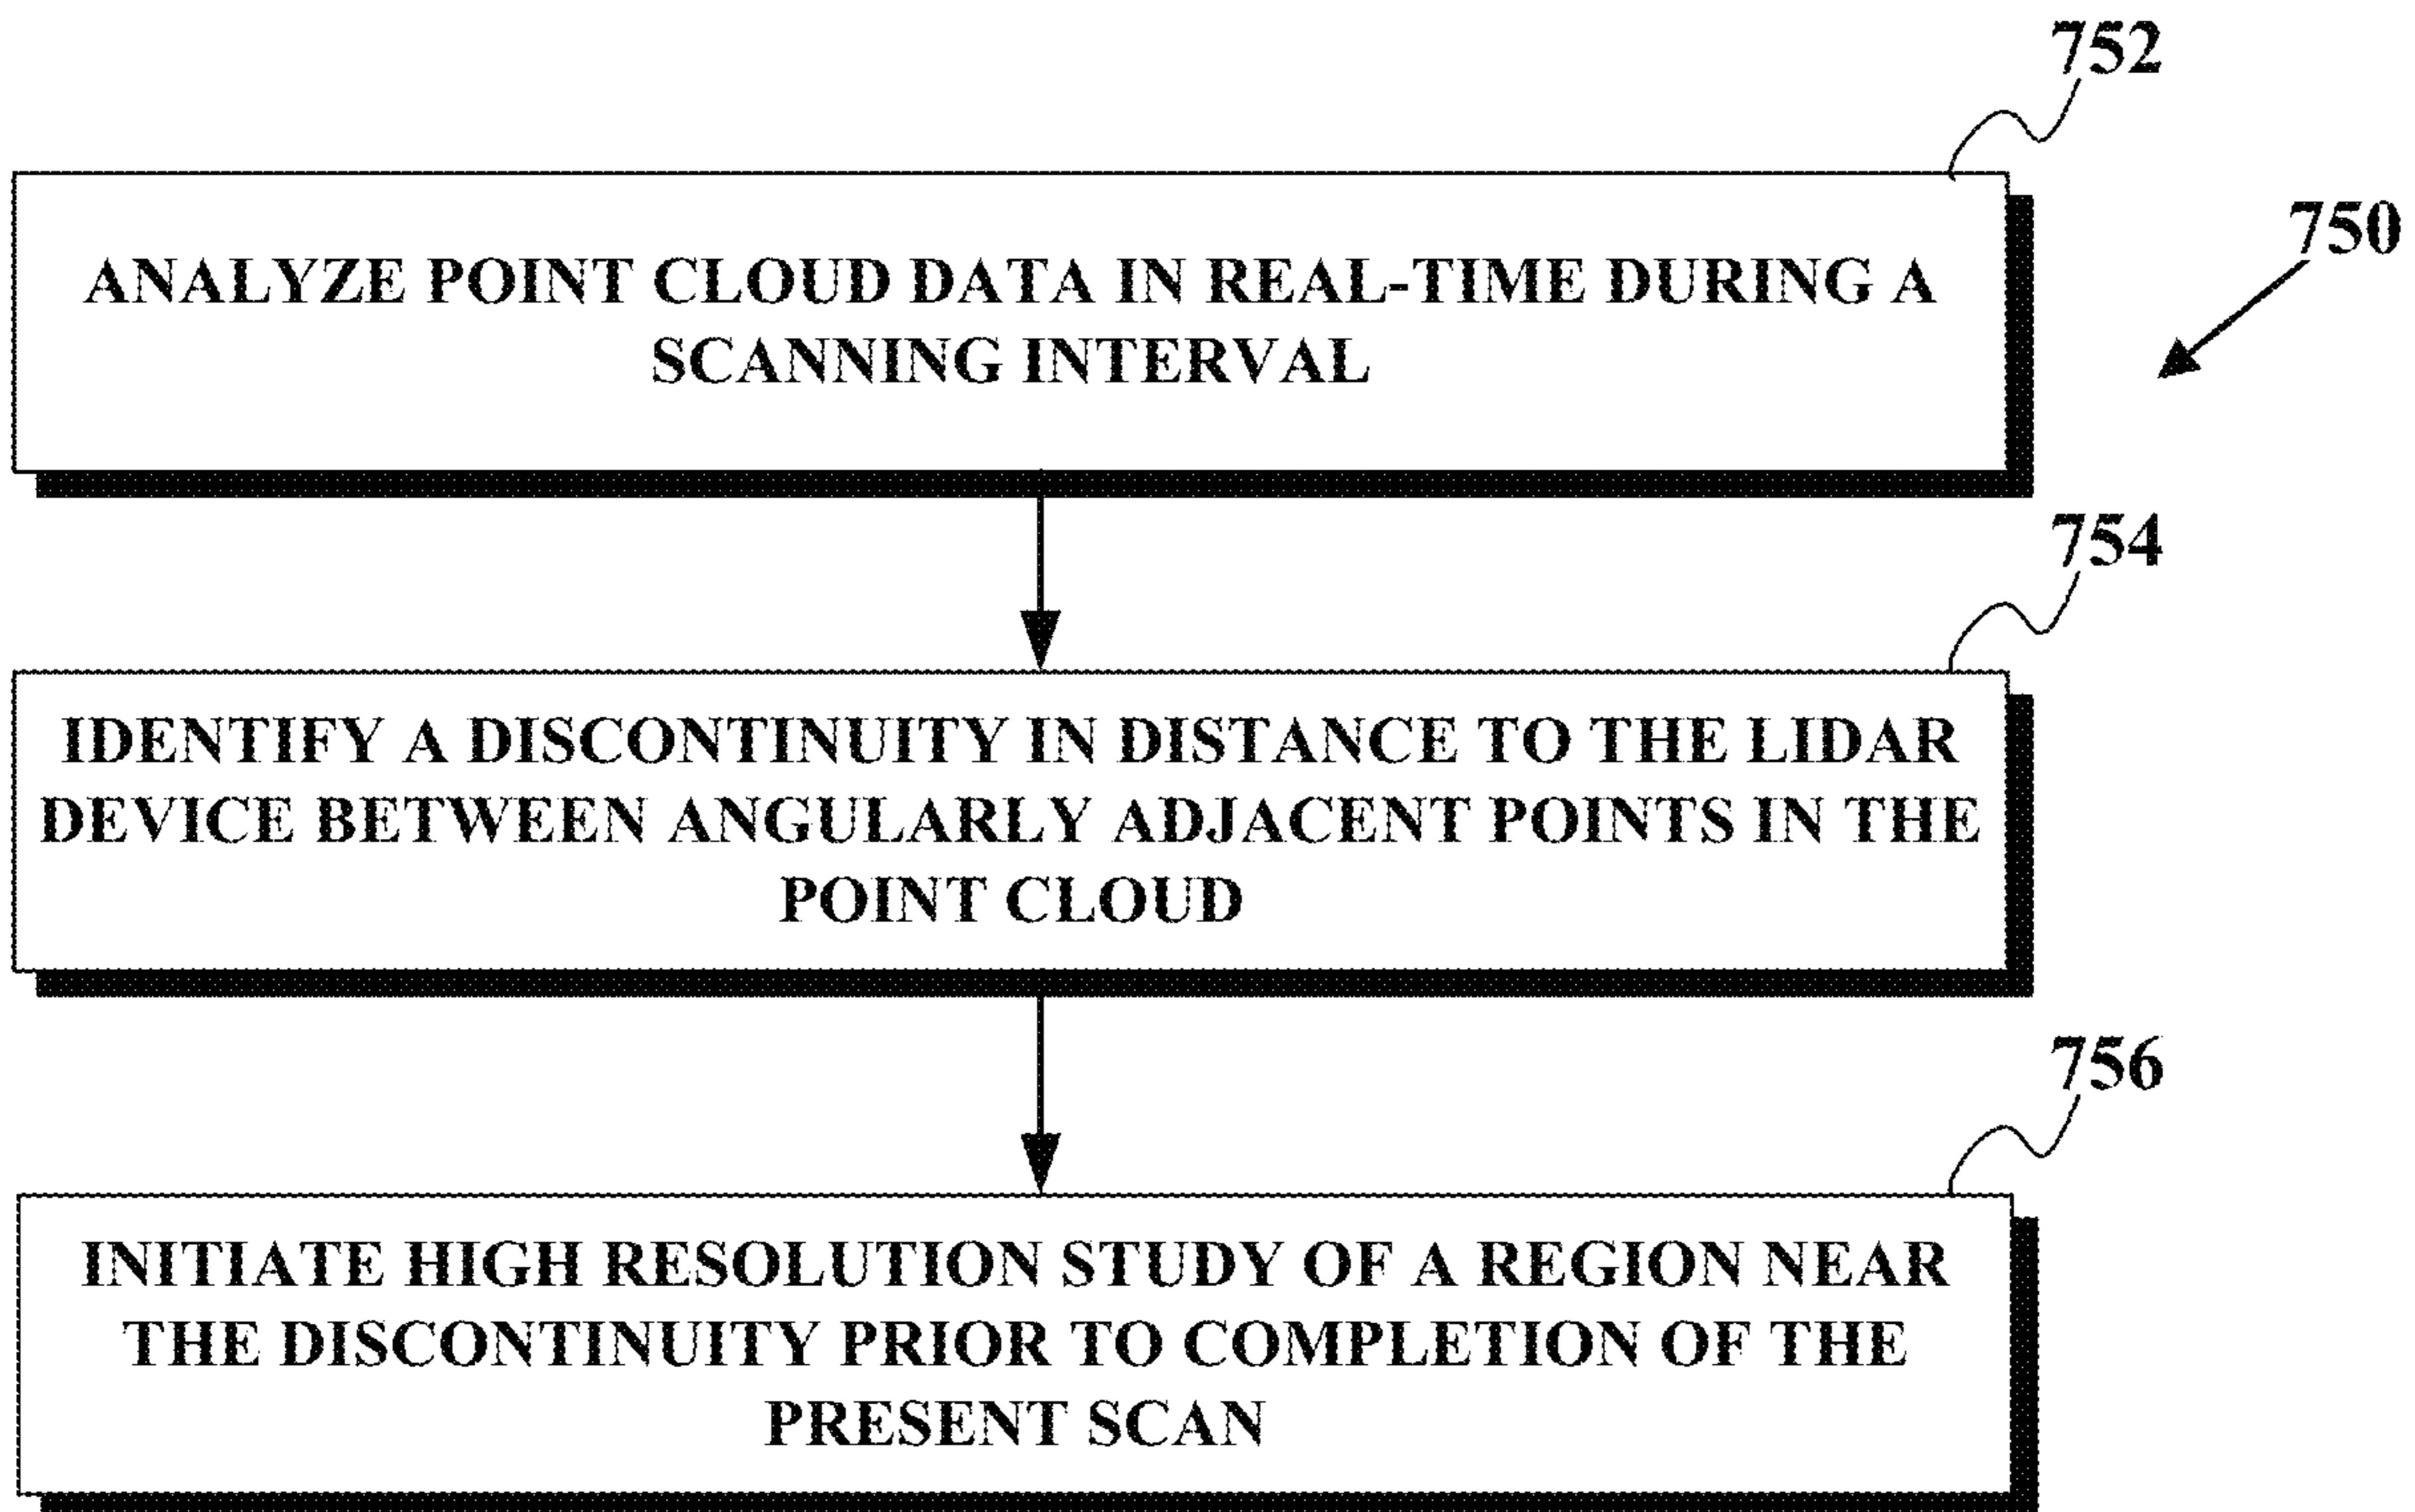 752
750
ANALYZE POINT CLOUD DATA IN REAL-TIME DURING A
SCANNING INTERVAL
754
IDENTIFY A DISCONTINUITY IN DISTANCE TO THE LIDAR
DEVICE BETWEEN ANGULARLY ADJACENT POINTS IN THE
POINT CLOUD
756
INITIATE HIGH RESOLUTION STUDY OF A REGION NEAR
THE DISCONTINUITY PRIOR TO COMPLETION OF THE
PRESENT SCAN